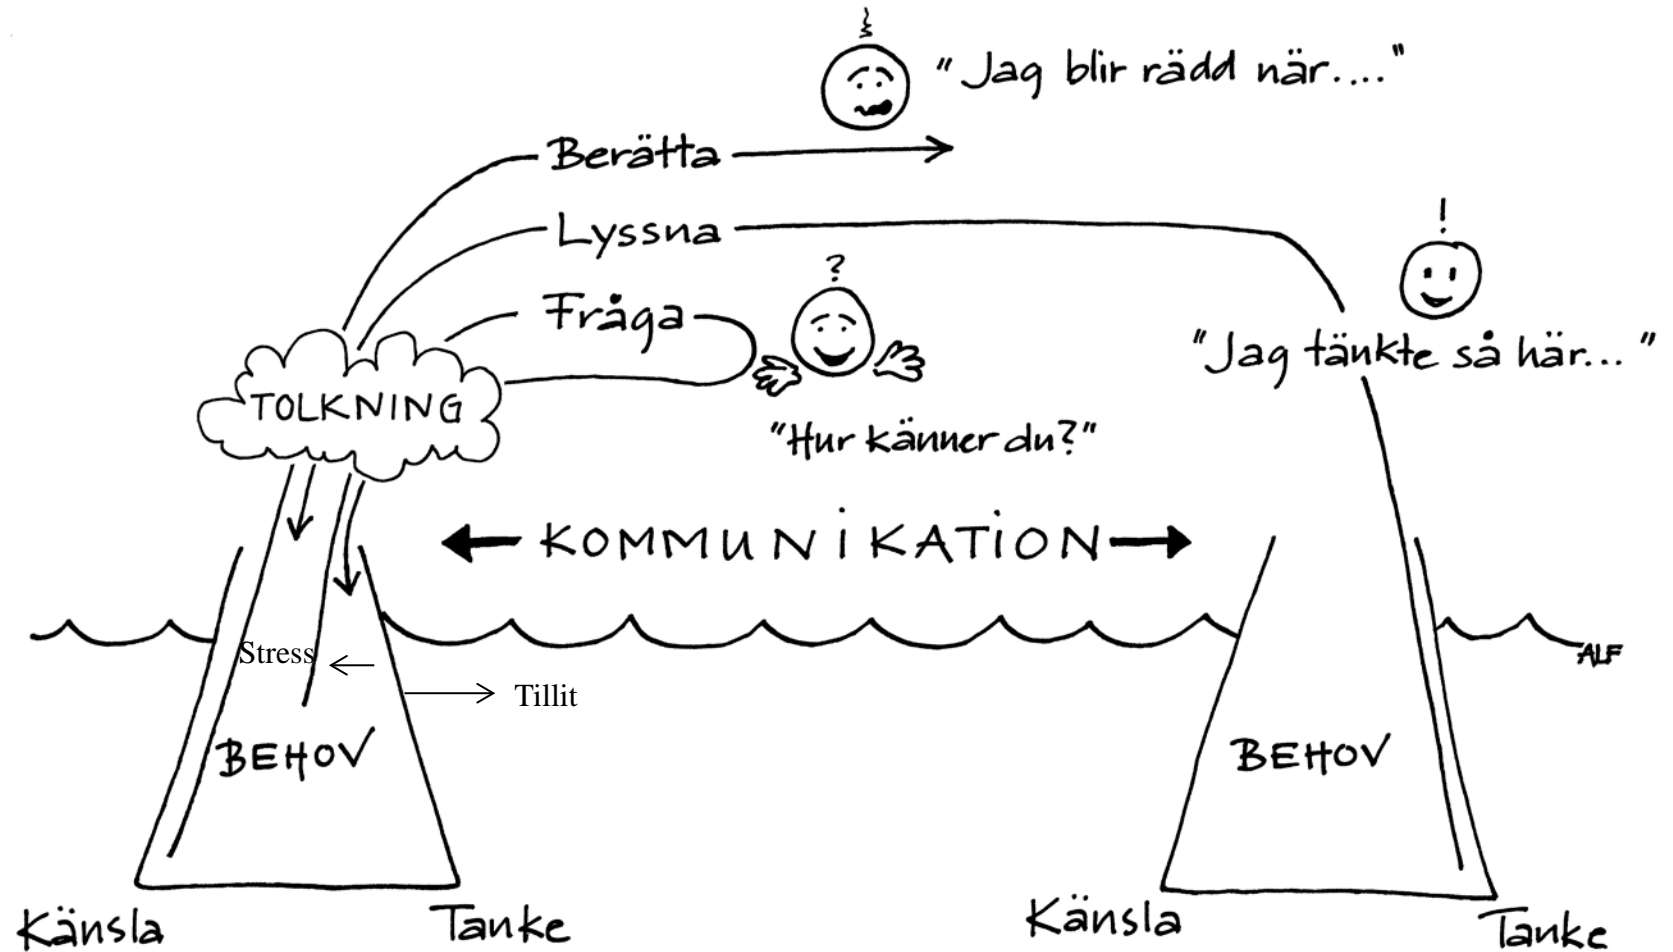 "Jag blir rädd när...."
Berätta
Lyssna
!
?
Fråga
"Jag tänkte så här... "
TOLKNING
"Hur känner du?"
KOMMUNIKATION
Stress
ALF
Tillit
BEHOV
BEHOV
Känsla
Tanke
Känsla
Tanke